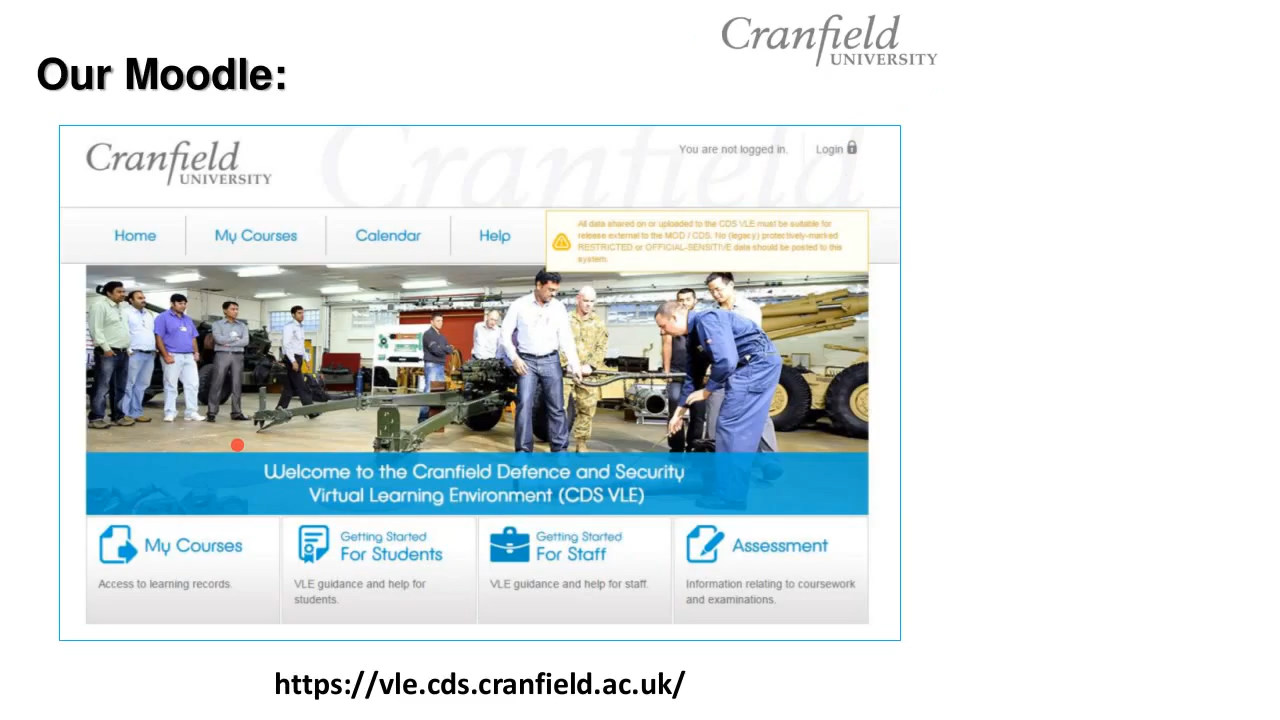 Cranfield
UNIVERSITY
Our Moodle:
Cranfield
Cranfield
UNIVERSITY
You are not logged in.
Login
Home
My Courses
Calendar
Help
All data shared on or uploaded to the CDS VLE must be suitable for
release external to the MOD / CDS. No (legacy) protectively-marked
RESTRICTED or OFFICIAL-SENSITIVE data should be posted to this
system.
Welcome to the Cranfield Defence and Security
Virtual Learning Environment (CDS VLE)
My Courses
Access to learning records.
Getting Started
For Students
VLE guidance and help for
students.
Getting Started
For Staff
VLE guidance and help for staff.
Assessment
Information relating to coursework
and examinations.
https://vle.cds.cranfield.ac.uk/